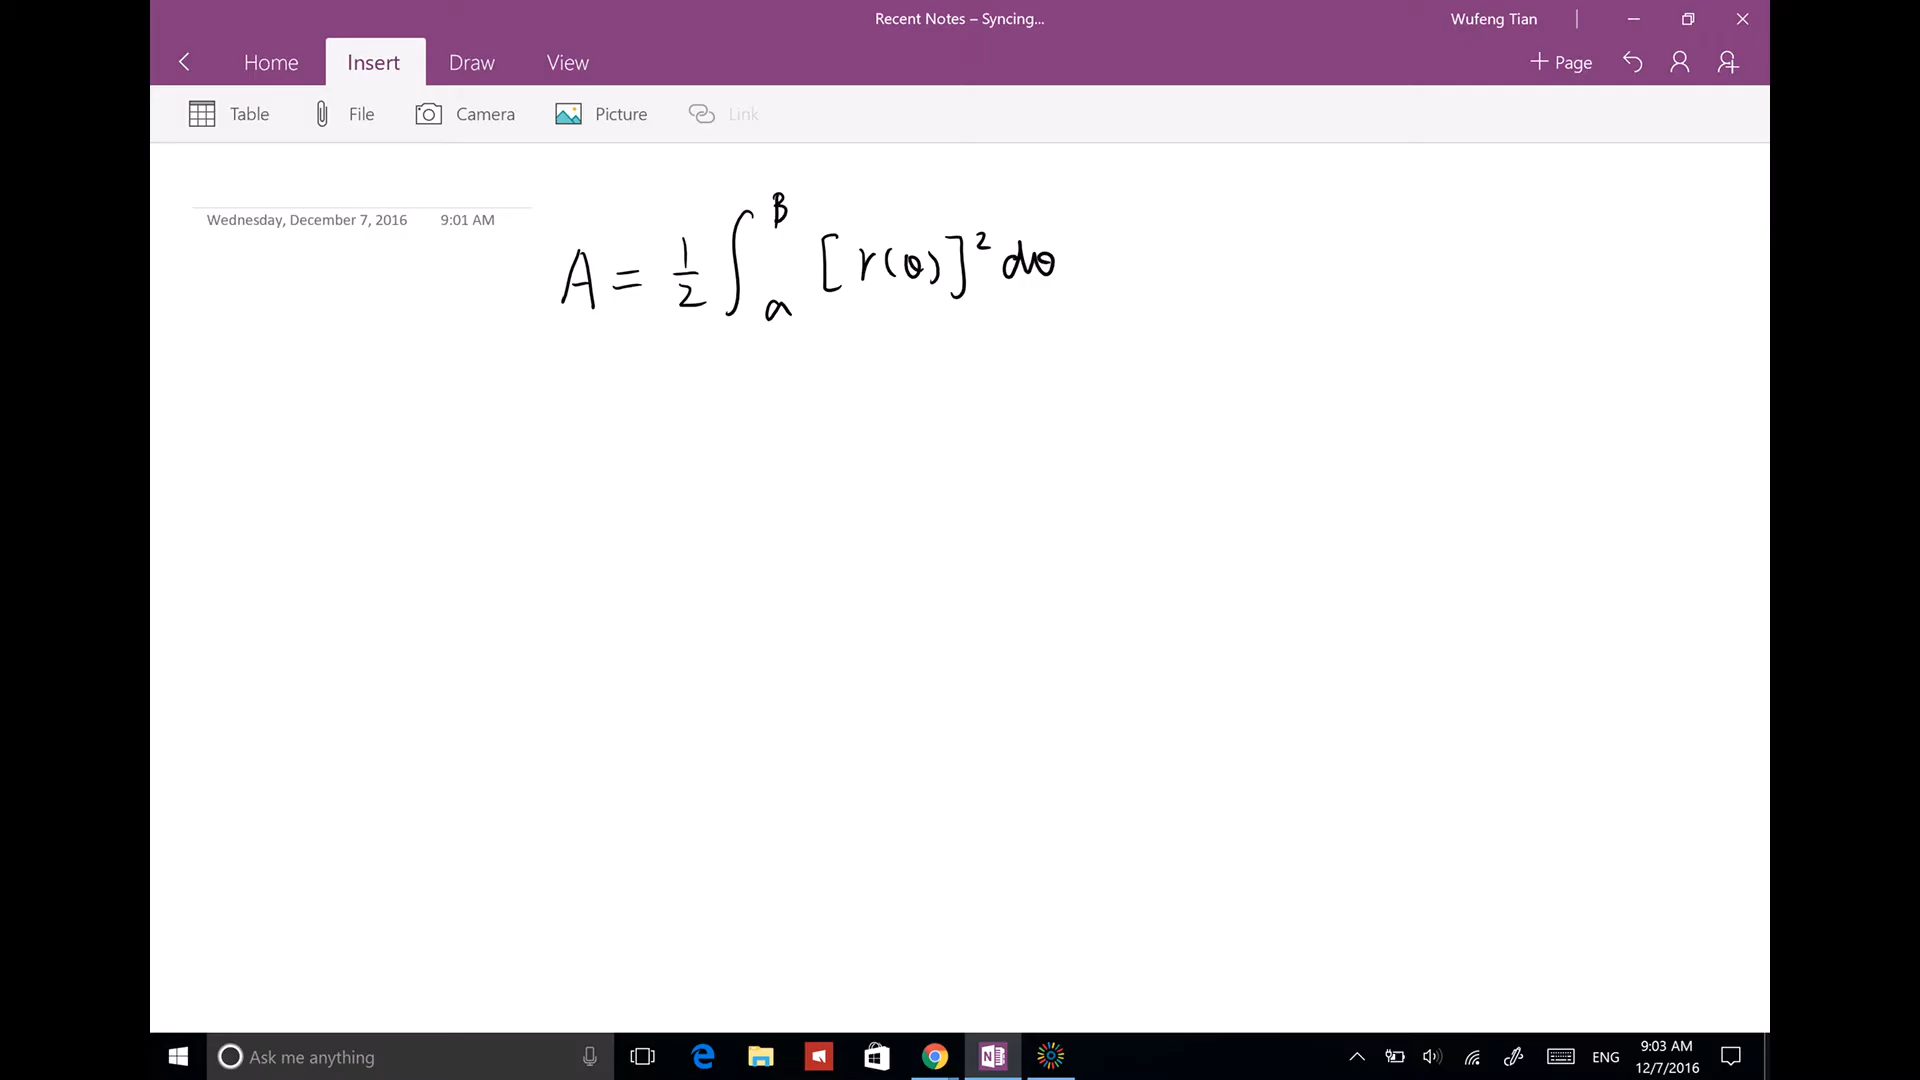 Recent Notes – Syncing...
Wufeng Tian
Home Insert Draw View
Page
Table File Camera Picture Link
Wednesday, December 7, 2016 9:01 AM
A = 1/2 ∫_a^B [r(θ)]² dθ
Ask me anything
ENG
9:03 AM
12/7/2016